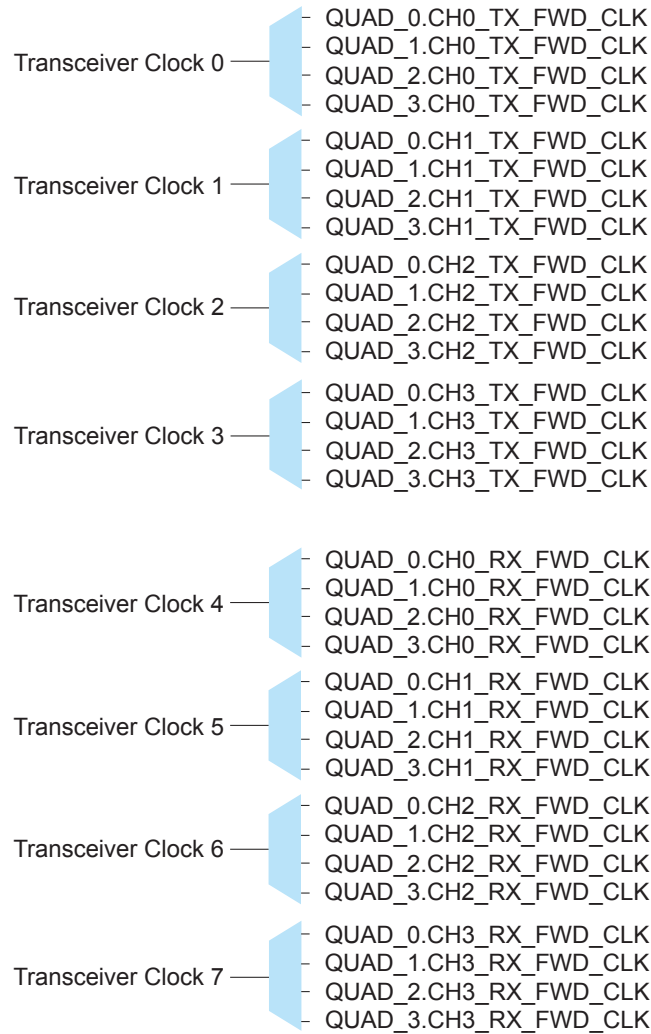 Transceiver Clock 0
QUAD_0.CH0_TX_FWD_CLK
QUAD_1.CH0_TX_FWD_CLK
QUAD_2.CH0_TX_FWD_CLK
QUAD_3.CH0_TX_FWD_CLK
Transceiver Clock 1
QUAD_0.CH1_TX_FWD_CLK
QUAD_1.CH1_TX_FWD_CLK
QUAD_2.CH1_TX_FWD_CLK
QUAD_3.CH1_TX_FWD_CLK
Transceiver Clock 2
QUAD_0.CH2_TX_FWD_CLK
QUAD_1.CH2_TX_FWD_CLK
QUAD_2.CH2_TX_FWD_CLK
QUAD_3.CH2_TX_FWD_CLK
Transceiver Clock 3
QUAD_0.CH3_TX_FWD_CLK
QUAD_1.CH3_TX_FWD_CLK
QUAD_2.CH3_TX_FWD_CLK
QUAD_3.CH3_TX_FWD_CLK
Transceiver Clock 4
QUAD_0.CH0_RX_FWD_CLK
QUAD_1.CH0_RX_FWD_CLK
QUAD_2.CH0_RX_FWD_CLK
QUAD_3.CH0_RX_FWD_CLK
Transceiver Clock 5
QUAD_0.CH1_RX_FWD_CLK
QUAD_1.CH1_RX_FWD_CLK
QUAD_2.CH1_RX_FWD_CLK
QUAD_3.CH1_RX_FWD_CLK
Transceiver Clock 6
QUAD_0.CH2_RX_FWD_CLK
QUAD_1.CH2_RX_FWD_CLK
QUAD_2.CH2_RX_FWD_CLK
QUAD_3.CH2_RX_FWD_CLK
Transceiver Clock 7
QUAD_0.CH3_RX_FWD_CLK
QUAD_1.CH3_RX_FWD_CLK
QUAD_2.CH3_RX_FWD_CLK
QUAD_3.CH3_RX_FWD_CLK